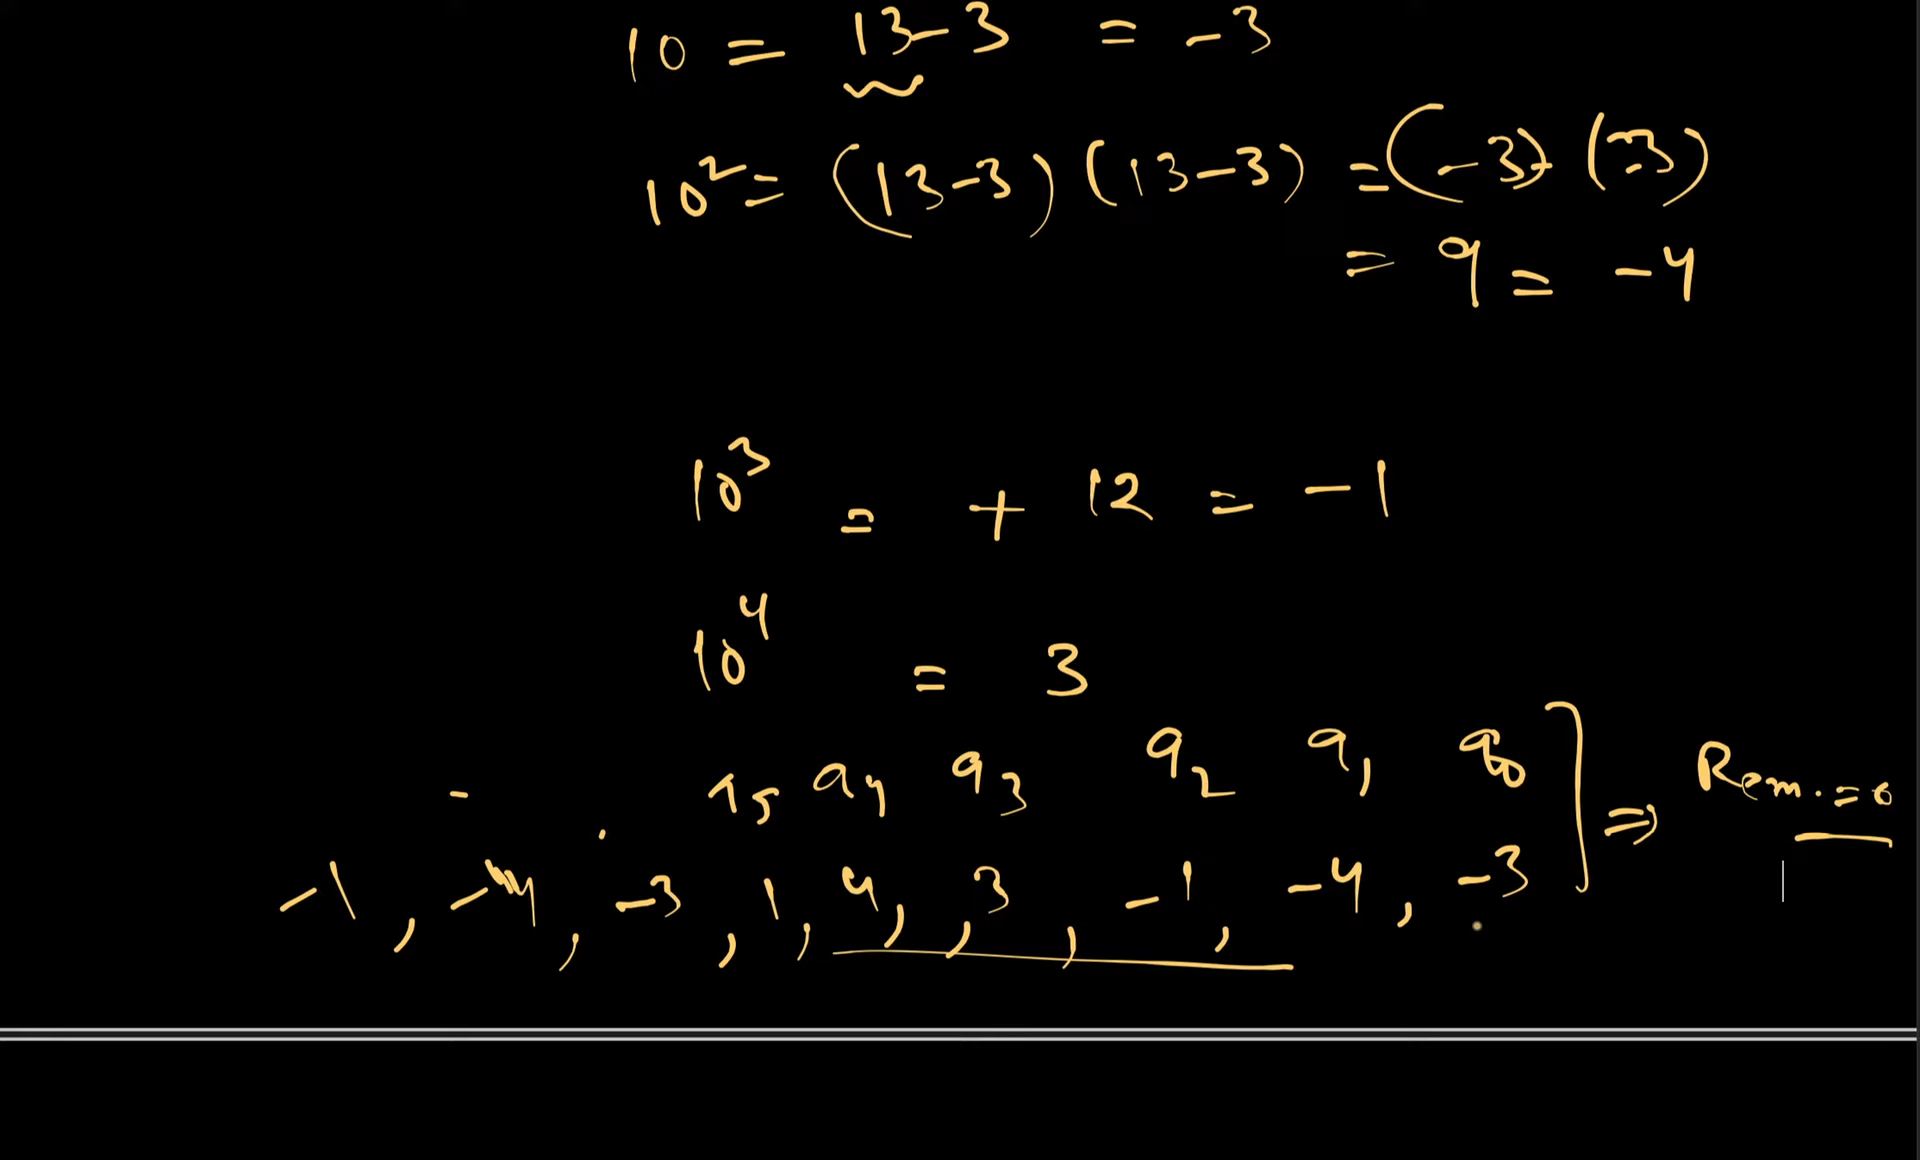 10 = 13-3 = -3
10² = (13-3) (13-3) = (-3) (-3)
= 9 = -4
10³ = + 12 = -1
10⁴ = 3
- . a5 a4 a3 a2 a1 a0 ] ⇒ Rem. = 0
-1, -4, -3, 1, 4, 3, -1, -4, -3